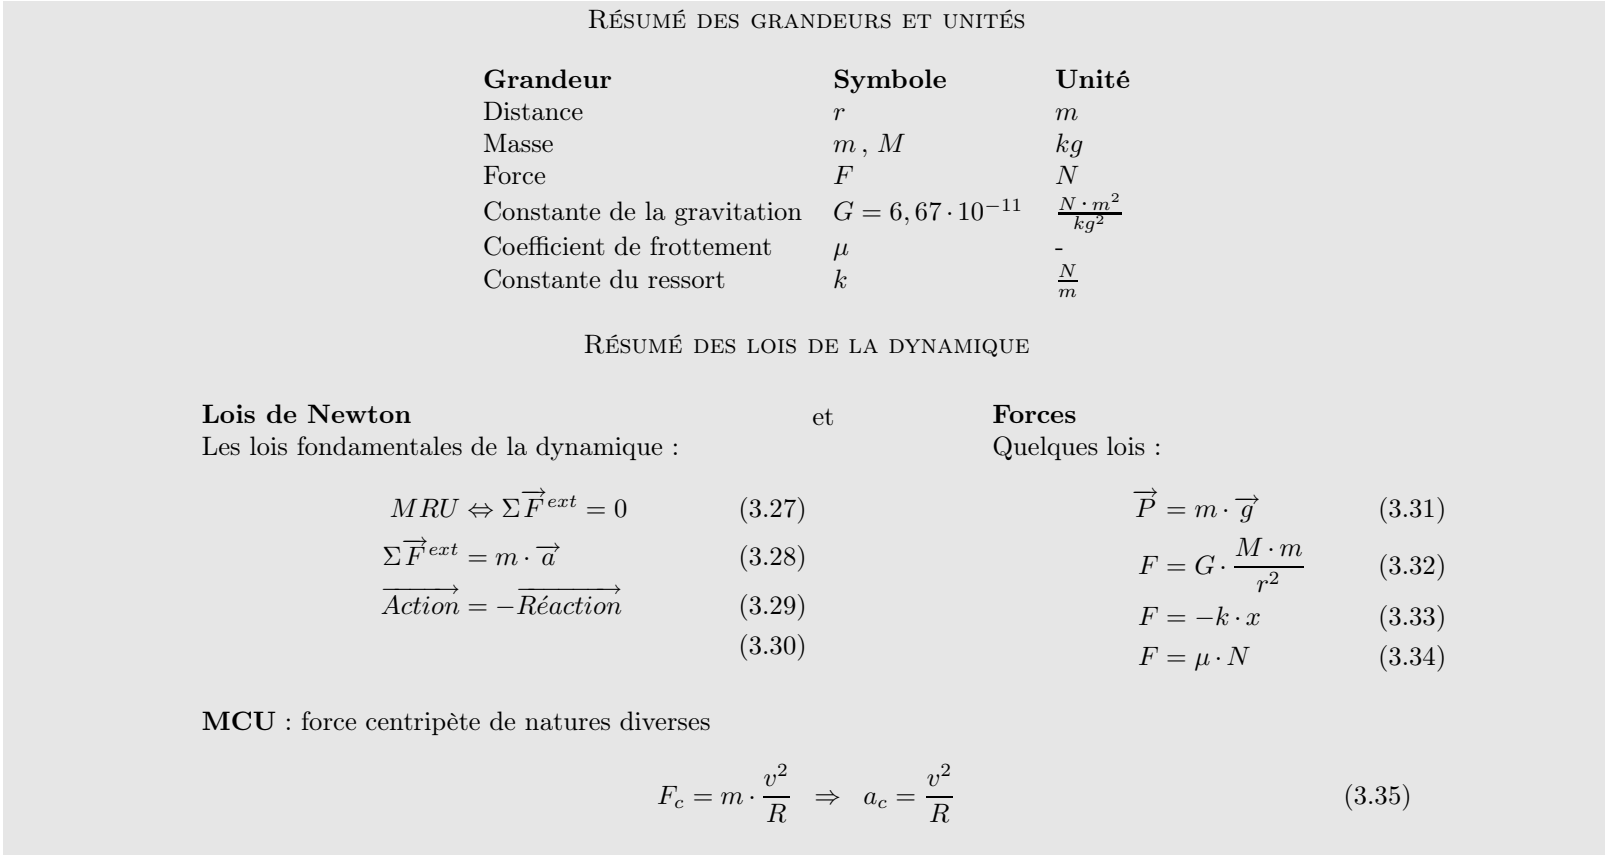 Résumé des grandeurs et unités
Grandeur Symbole Unité
Distance r m
Masse m , M kg
Force F N
Constante de la gravitation G = 6, 67 · 10⁻¹¹ N · m²/kg²
Coefficient de frottement μ -
Constante du ressort k N/m
Résumé des lois de la dynamique
Lois de Newton et Forces
Les lois fondamentales de la dynamique : Quelques lois :
MRU ⇔ Σ F⃗ᵉˣᵗ = 0 (3.27)
Σ F⃗ᵉˣᵗ = m · a⃗ (3.28)
Action⃗ = −Réaction⃗ (3.29)
(3.30)
P⃗ = m · g⃗ (3.31)
F = G · M · m/r² (3.32)
F = −k · x (3.33)
F = μ · N (3.34)
MCU : force centripète de natures diverses
F_c = m · v²/R ⇒ a_c = v²/R (3.35)